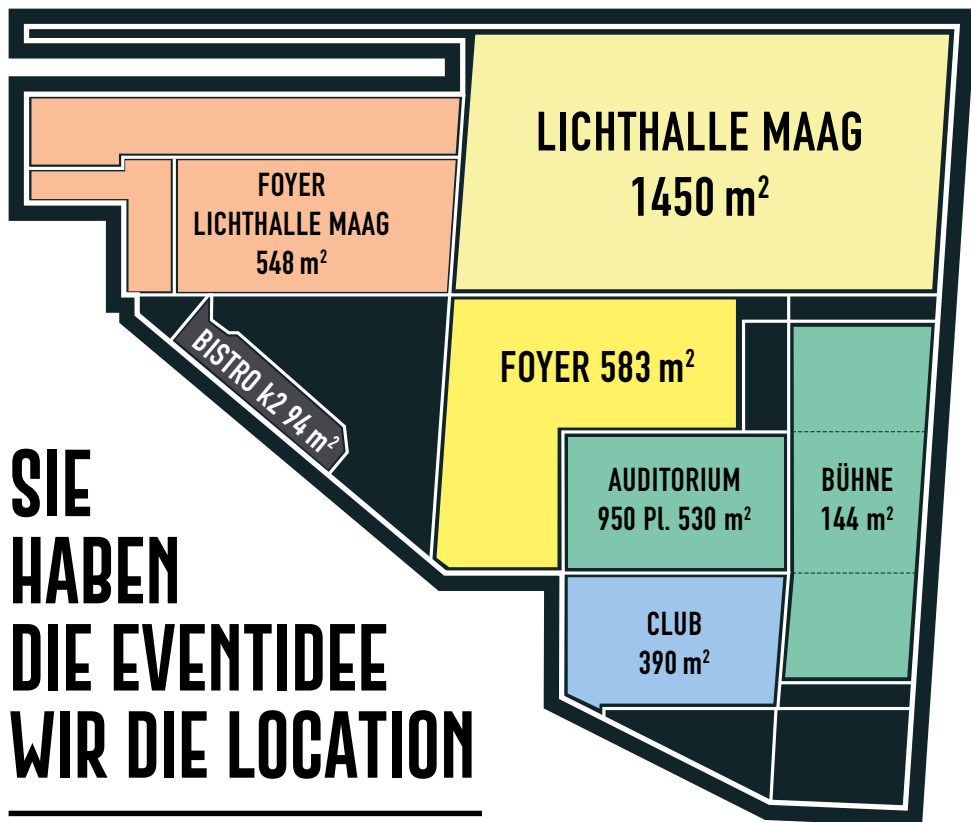 LICHTHALLE MAAG
1450 m²
FOYER
LICHTHALLE MAAG
548 m²
BISTRO k2 94 m²
FOYER 583 m²
AUDITORIUM
950 Pl. 530 m²
BÜHNE
144 m²
CLUB
390 m²
SIE
HABEN
DIE EVENTIDEE
WIR DIE LOCATION